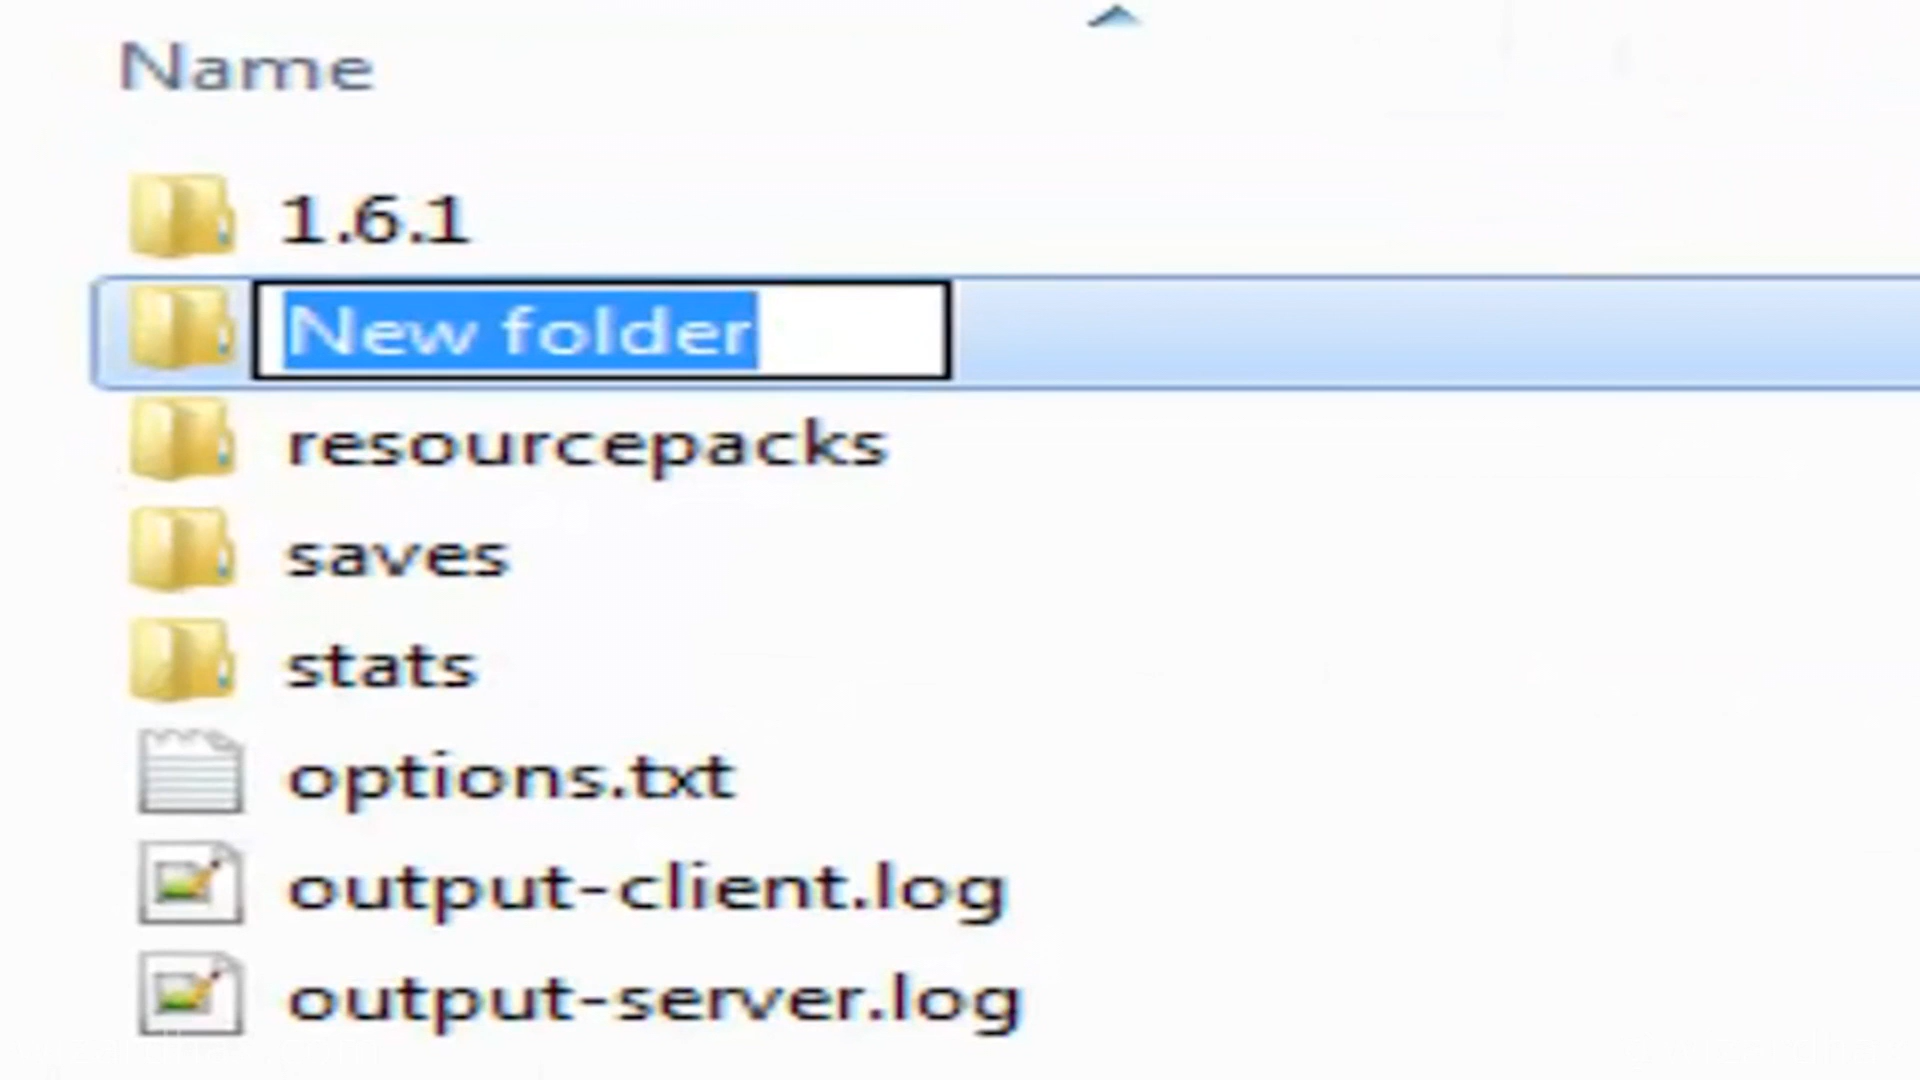 Name
1.6.1
New folder
resourcepacks
saves
stats
options.txt
output-client.log
output-server.log